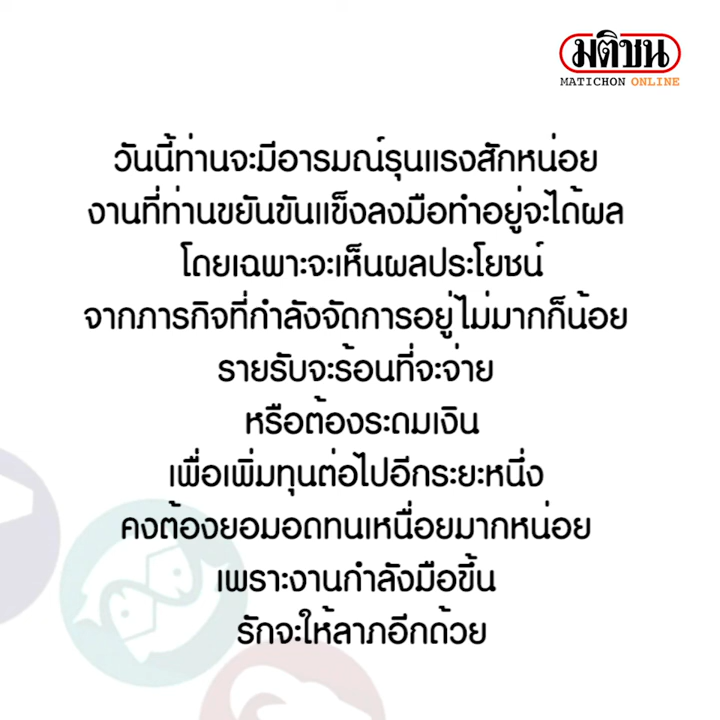 มติชน
MATICHON ONLINE
วันนี้ท่านจะมีอารมณ์รุนแรงสักหน่อย
งานที่ท่านขยันขันแข็งลงมือทำอยู่จะได้ผล
โดยเฉพาะจะเห็นผลประโยชน์
จากภารกิจที่กำลังจัดการอยู่ไม่มากก็น้อย
รายรับจะร้อนที่จะจ่าย
หรือต้องระดมเงิน
เพื่อเพิ่มทุนต่อไปอีกระยะหนึ่ง
คงต้องยอมอดทนเหนื่อยมากหน่อย
เพราะงานกำลังมือขึ้น
รักจะให้ลาภอีกด้วย